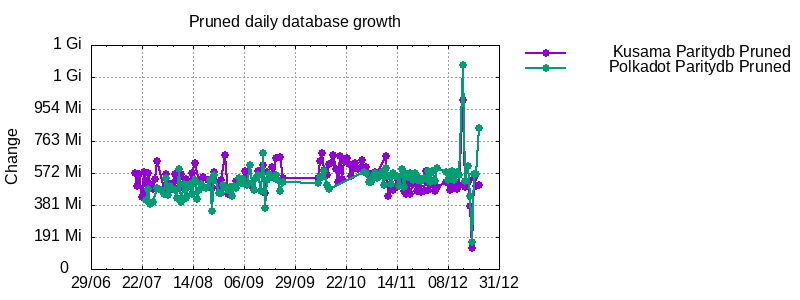 Pruned daily database growth
1 Gi
1 Gi
954 Mi
763 Mi
572 Mi
381 Mi
191 Mi
0
Change
29/06 22/07 14/08 06/09 29/09 22/10 14/11 08/12 31/12
Kusama Paritydb Pruned
Polkadot Paritydb Pruned